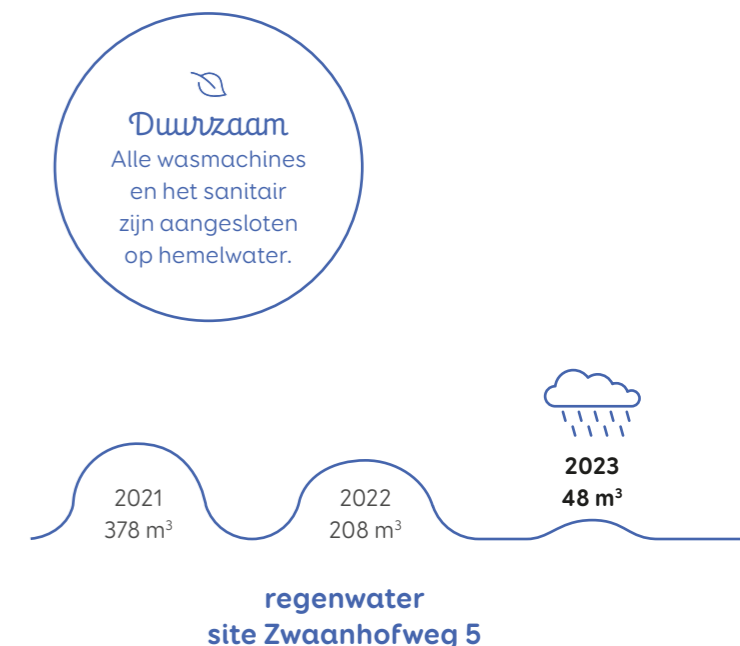 Duurzaam
Alle wasmachines
en het sanitair
zijn aangesloten
op hemelwater.
2021
378 m³
2022
208 m³
2023
48 m³
regenwater
site Zwaanhofweg 5